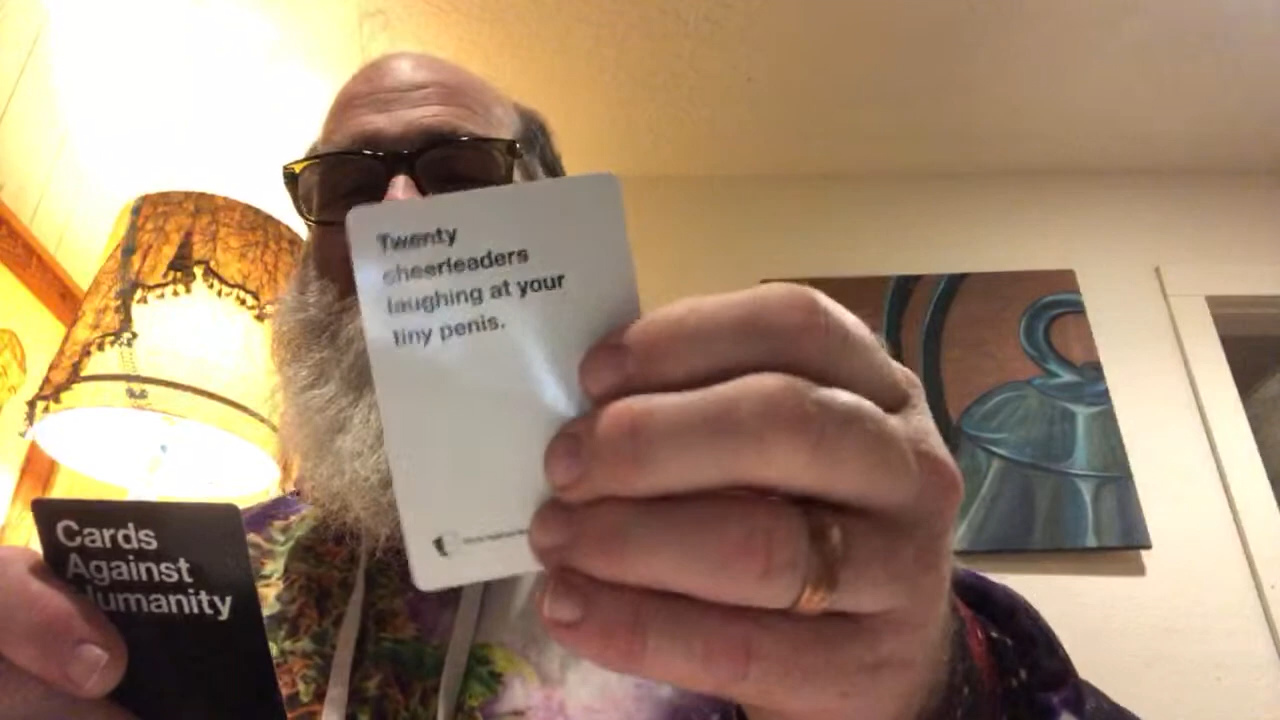 Twenty
cheerleaders
laughing at your
tiny penis.
Cards
Against
Humanity